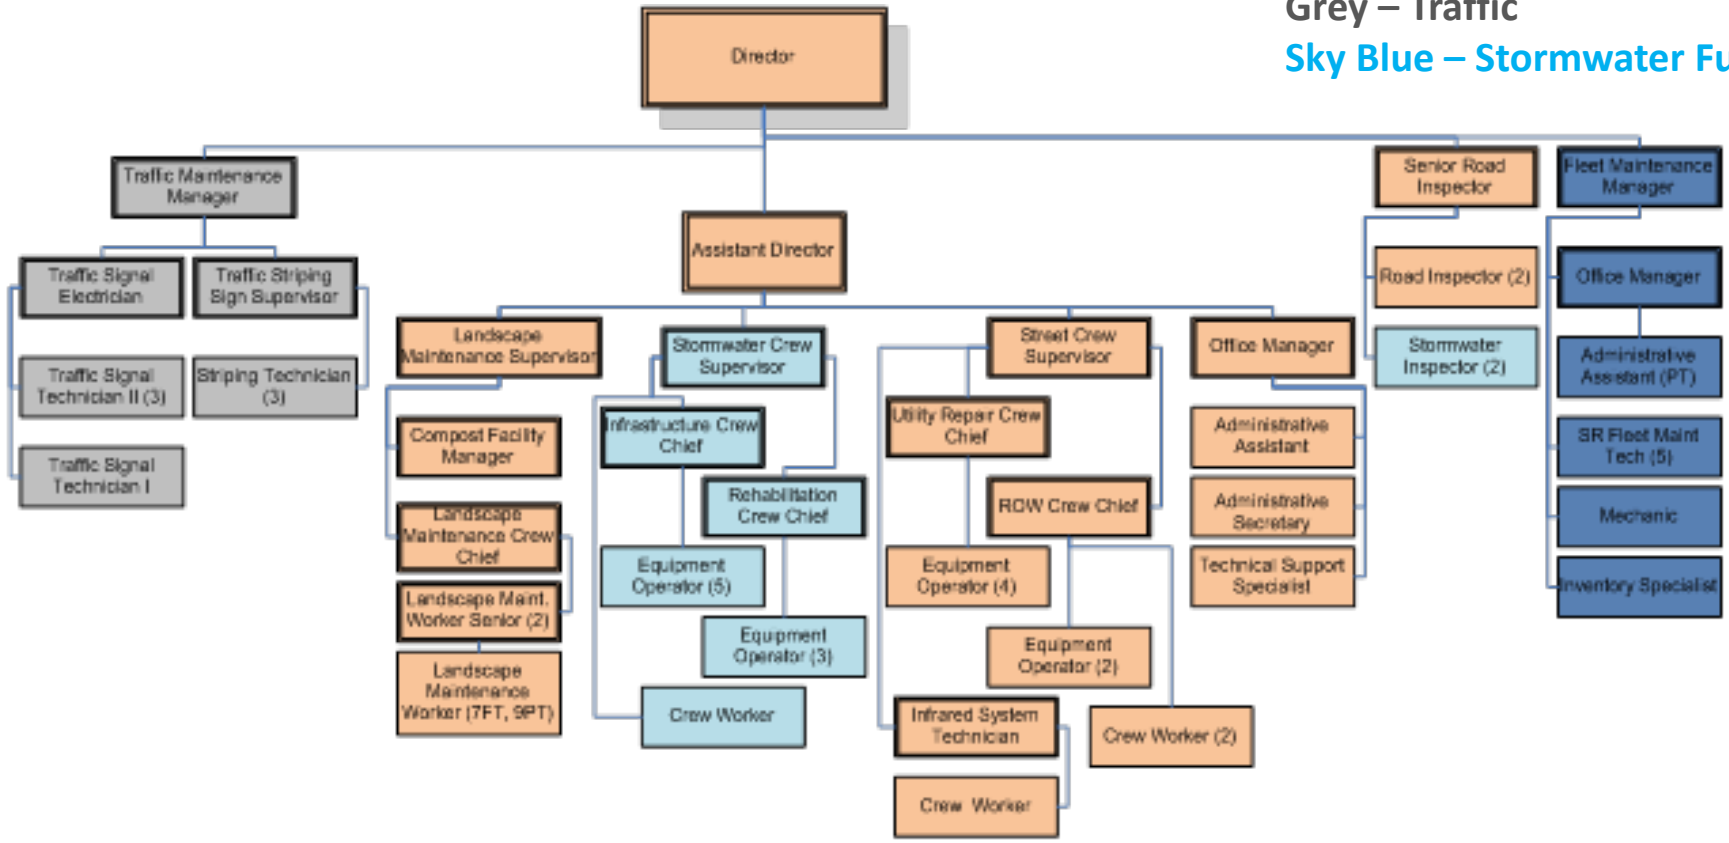 Grey – Traffic
Sky Blue – Stormwater Fu
Director
Traffic Maintenance
Manager
Senior Road
Inspector
Fleet Maintenance
Manager
Assistant Director
Traffic Signal
Electrician
Traffic Striping
Sign Supervisor
Road Inspector (2)
Office Manager
Landscape
Maintenance Supervisor
Stormwater Crew
Supervisor
Street Crew
Supervisor
Office Manager
Stormwater
Inspector (2)
Administrative
Assistant (PT)
Traffic Signal
Technician II (3)
Striping Technician
(3)
Compost Facility
Manager
Infrastructure Crew
Chief
Utility Repair Crew
Chief
Administrative
Assistant
SR Fleet Maint
Tech (5)
Traffic Signal
Technician I
Landscape
Maintenance Crew
Chief
Rehabilitation
Crew Chief
ROW Crew Chief
Administrative
Secretary
Mechanic
Equipment
Operator (5)
Equipment
Operator (4)
Technical Support
Specialist
Inventory Specialist
Landscape Maint.
Worker Senior (2)
Equipment
Operator (3)
Equipment
Operator (2)
Landscape
Maintenance
Worker (7FT, 9PT)
Crew Worker
Infrared System
Technician
Crew Worker (2)
Crew Worker